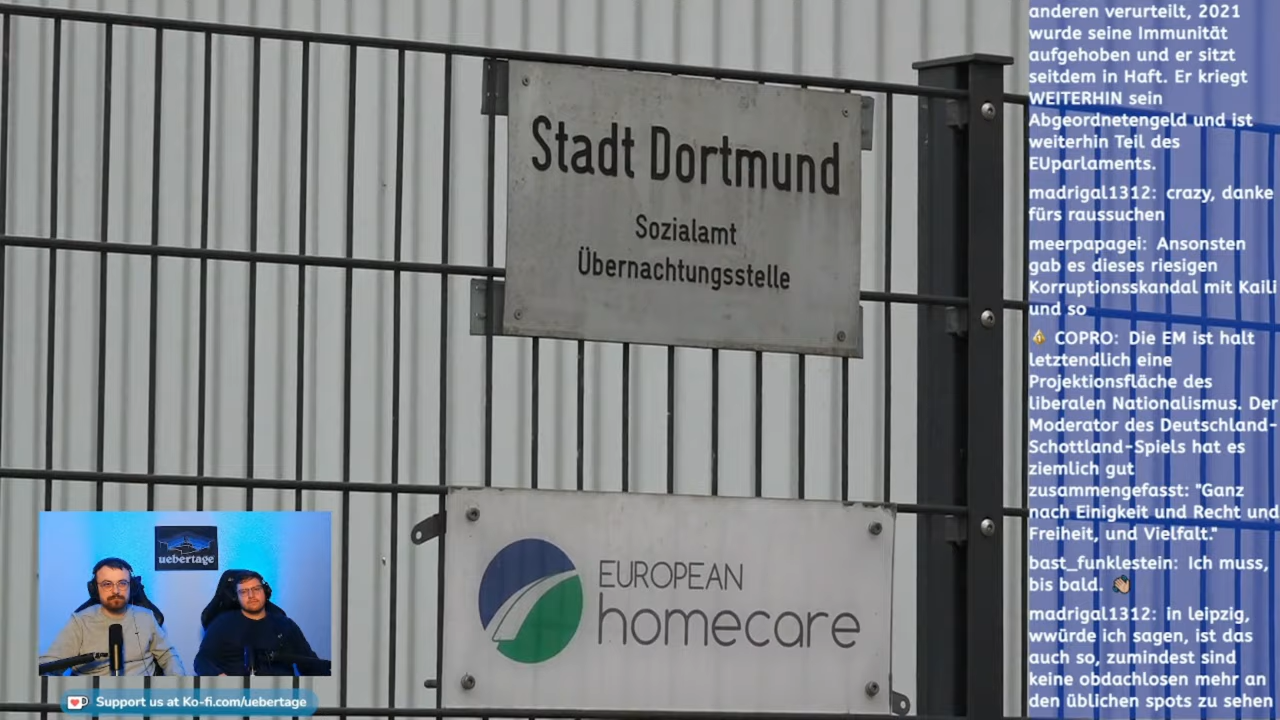 Stadt Dortmund
Sozialamt
Übernachtungsstelle
EUROPEAN
homecare
uebertage
Support us at Ko-fi.com/uebertage
anderen verurteilt, 2021
wurde seine Immunität
aufgehoben und er sitzt
seitdem in Haft. Er kriegt
WEITERHIN sein
Abgeordnetengeld und ist
weiterhin Teil des
EUparlaments.
madrigal1312: crazy, danke
fürs raussuchen
meerpapagei: Ansonsten
gab es dieses riesigen
Korruptionsskandal mit Kaili
und so
COPRO: Die EM ist halt
letztendlich eine
Projektionsfläche des
liberalen Nationalismus. Der
Moderator des Deutschland-
Schottland-Spiels hat es
ziemlich gut
zusammengefasst: "Ganz
nach Einigkeit und Recht und
Freiheit, und Vielfalt."
bast_funklestein: Ich muss,
bis bald.
madrigal1312: in leipzig,
wwürde ich sagen, ist das
auch so, zumindest sind
keine obdachlosen mehr an
den üblichen spots zu sehen